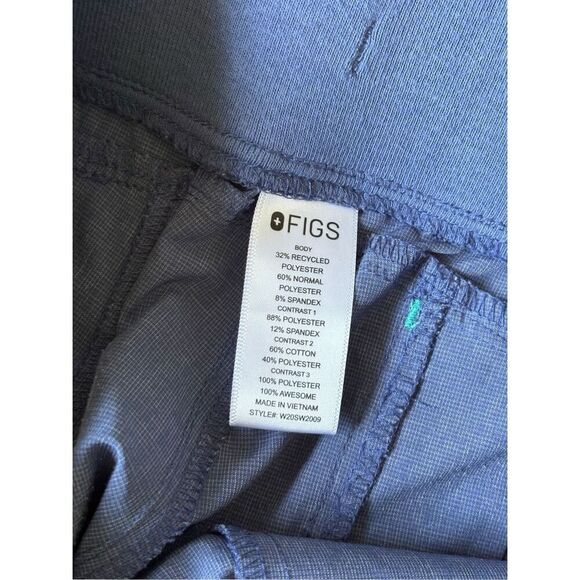 FIGS
BODY
32% RECYCLED
POLYESTER
60% NORMAL
POLYESTER
8% SPANDEX
CONTRAST 1
88% POLYESTER
12% SPANDEX
CONTRAST 2
60% COTTON
40% POLYESTER
CONTRAST 3
100% POLYESTER
100% AWESOME
MADE IN VIETNAM
STYLE#: W20SW2009